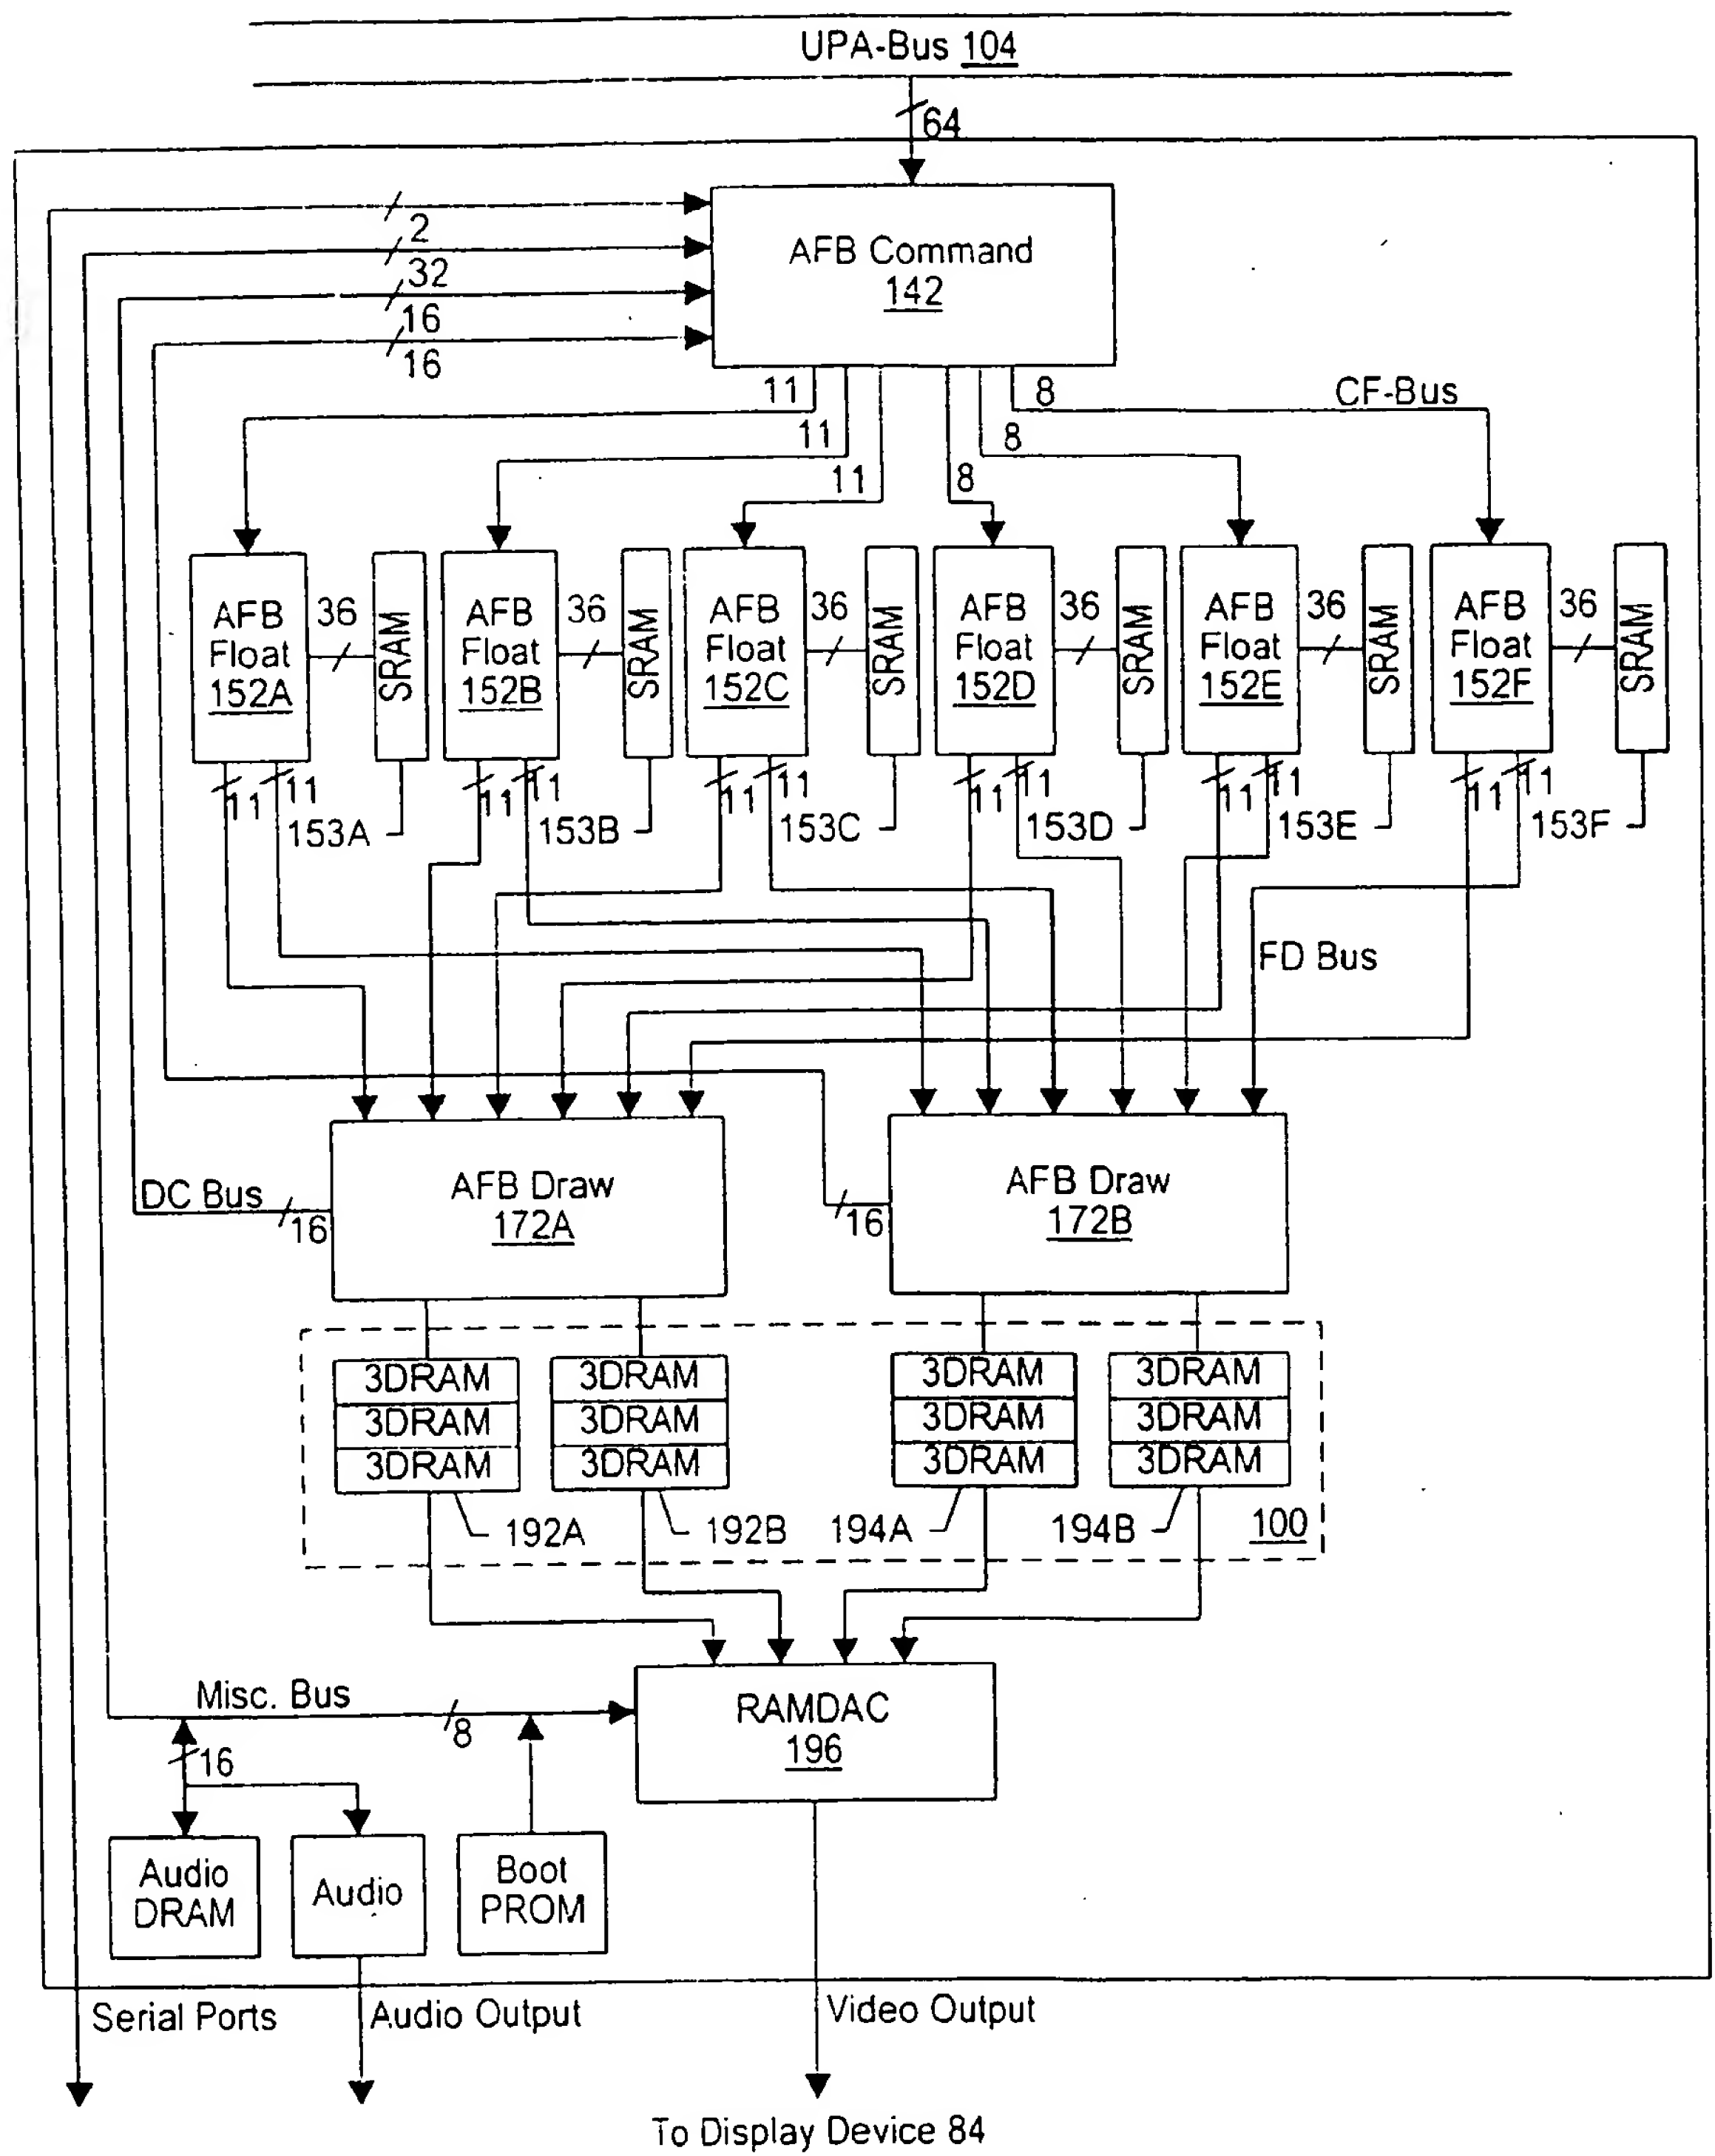 UPA-Bus 104
64
2
32
16
16
AFB Command
142
11
11
11
8
8
8
CF-Bus
AFB
Float
152A
36
SRAM
AFB
Float
152B
36
SRAM
AFB
Float
152C
36
SRAM
AFB
Float
152D
36
SRAM
AFB
Float
152E
36
SRAM
AFB
Float
152F
36
SRAM
11
11
153A
11
11
153B
11
11
153C
11
11
153D
11
11
153E
11
11
153F
FD Bus
DC Bus
16
AFB Draw
172A
16
AFB Draw
172B
3DRAM
3DRAM
3DRAM
3DRAM
3DRAM
3DRAM
3DRAM
3DRAM
3DRAM
3DRAM
3DRAM
3DRAM
192A
192B
194A
194B
100
Misc. Bus
8
16
RAMDAC
196
Audio
DRAM
Audio
Boot
PROM
Serial Ports
Audio Output
Video Output
To Display Device 84